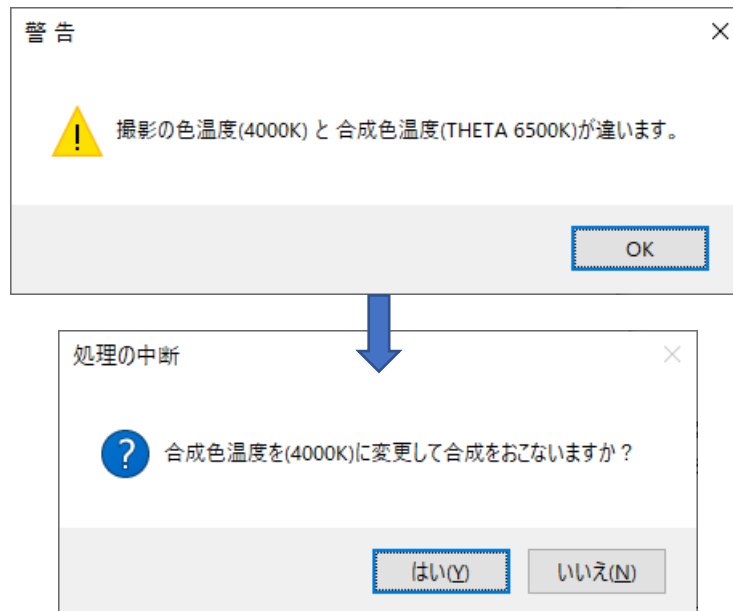 警 告
撮影の色温度(4000K) と 合成色温度(THETA 6500K)が違います。
OK
処理の中断
合成色温度を(4000K)に変更して合成をおこないますか？
はい(Y) いいえ(N)